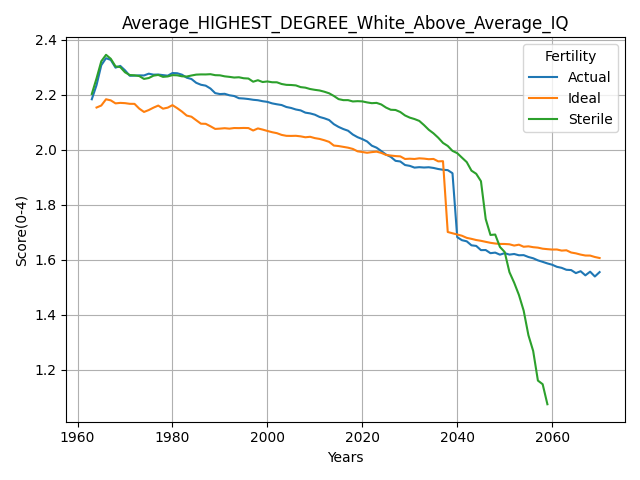 Average_HIGHEST_DEGREE_White_Above_Average_IQ
Fertility
Actual
Ideal
Sterile
Score(0-4)
2.4
2.2
2.0
1.8
1.6
1.4
1.2
1960
1980
2000
2020
2040
2060
Years